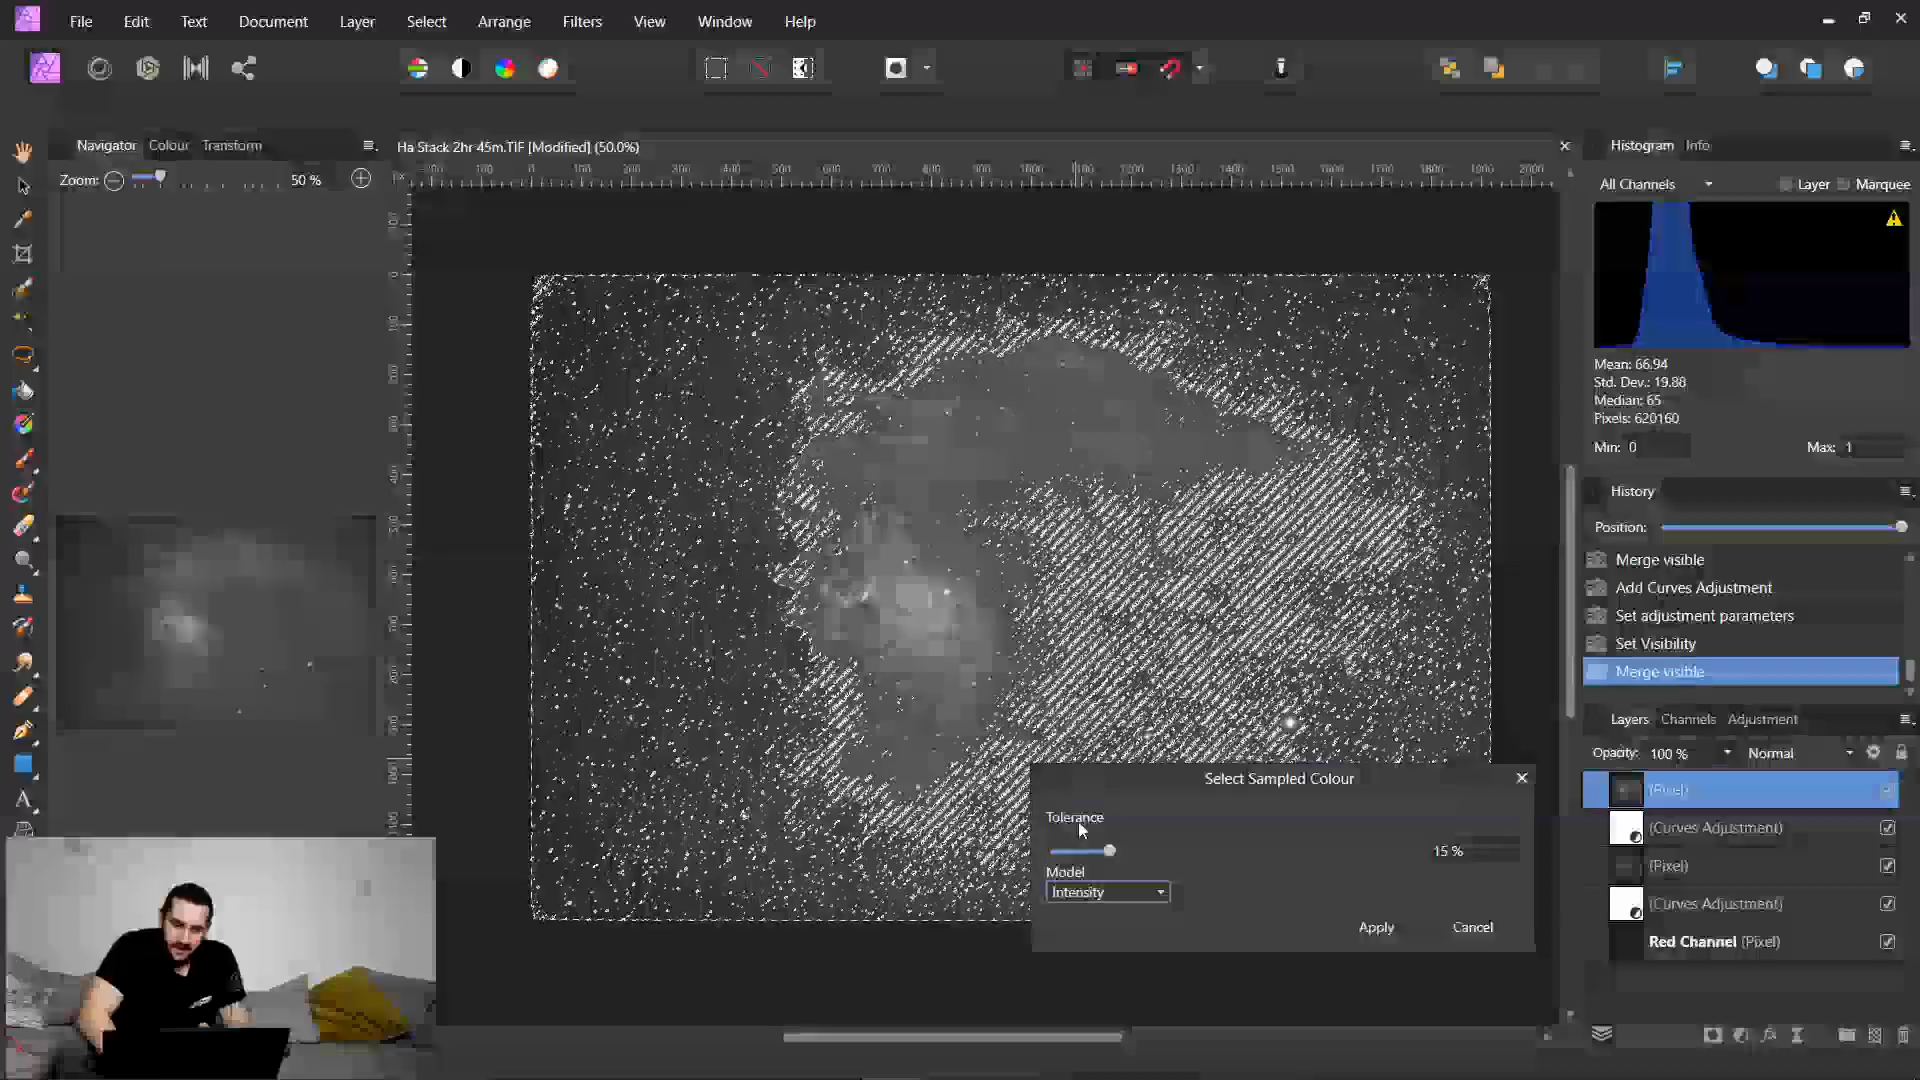 File Edit Text Document Layer Select Arrange Filters View Window Help
Navigator Colour Transform
Zoom: 50 %
Ha Stack 2hr 45m.TIF [Modified] (50.0%)
Histogram Info
All Channels Layer Marquee
Mean: 66.94
Std. Dev.: 19.88
Median: 65
Pixels: 620160
Min: 0 Max: 1
History
Position:
Merge visible
Add Curves Adjustment
Set adjustment parameters
Set Visibility
Merge visible
Layers Channels Adjustment
Opacity: 100 % Normal
(Pixel)
(Curves Adjustment)
(Pixel)
(Curves Adjustment)
Red Channel (Pixel)
Select Sampled Colour
Tolerance
15 %
Model
Intensity
Apply Cancel